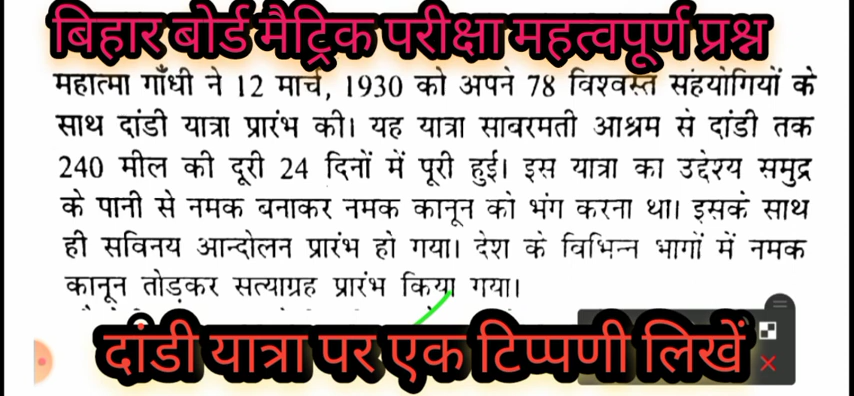 बिहार बोर्ड मैट्रिक परीक्षा महत्वपूर्ण प्रश्न
महात्मा गाँधी ने 12 मार्च, 1930 को अपने 78 विश्वस्त सहयोगियों के
साथ दांडी यात्रा प्रारंभ की। यह यात्रा साबरमती आश्रम से दांडी तक
240 मील की दूरी 24 दिनों में पूरी हुई। इस यात्रा का उद्देश्य समुद्र
के पानी से नमक बनाकर नमक कानून को भंग करना था। इसके साथ
ही सविनय आन्दोलन प्रारंभ हो गया। देश के विभिन्न भागों में नमक
कानून तोड़कर सत्याग्रह प्रारंभ किया गया।
दांडी यात्रा पर एक टिप्पणी लिखें